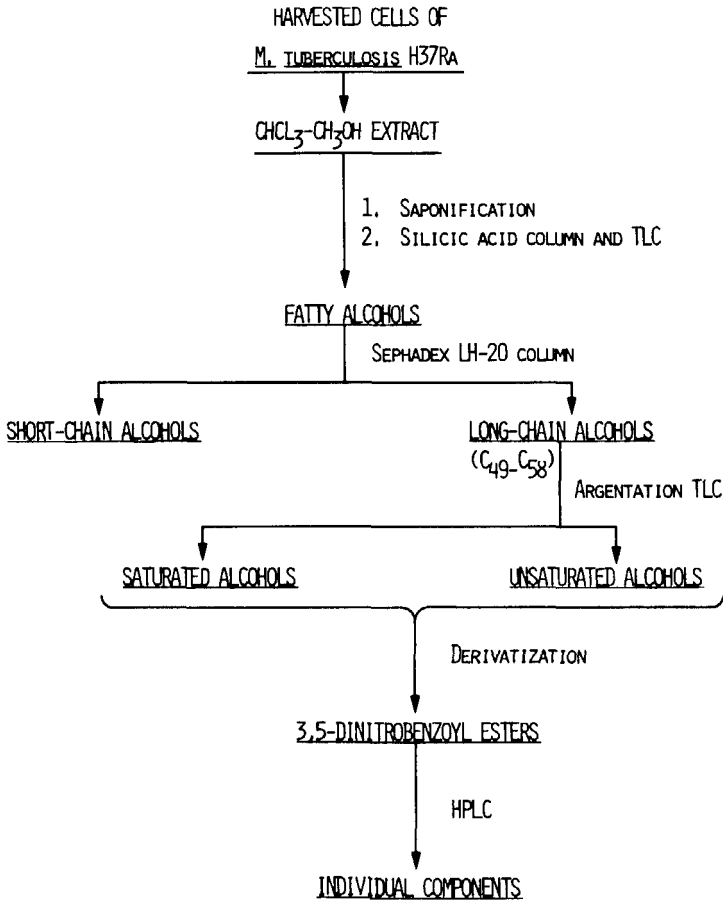 HARVESTED CELLS OF
M. TUBERCULOSIS H37RA
CHCL3-CH3OH EXTRACT
1. SAPONIFICATION
2. SILICIC ACID COLUMN AND TLC
FATTY ALCOHOLS
SEPHADEX LH-20 COLUMN
SHORT-CHAIN ALCOHOLS
LONG-CHAIN ALCOHOLS
(C49-C58)
ARGENTATION TLC
SATURATED ALCOHOLS
UNSATURATED ALCOHOLS
DERIVATIZATION
3,5-DINITROBENZOYL ESTERS
HPLC
INDIVIDUAL COMPONENTS